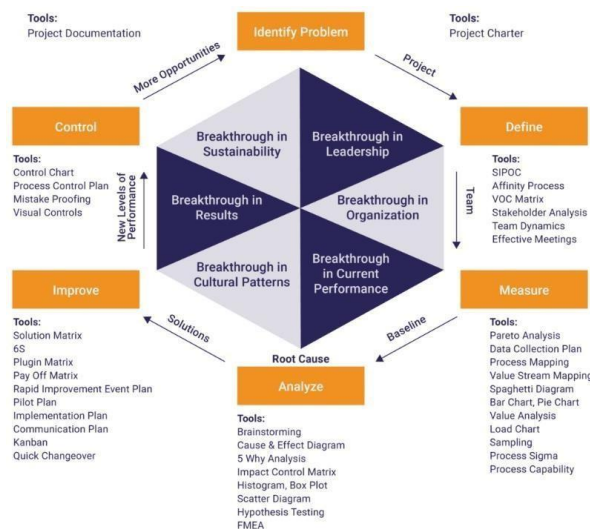 Tools:
Project Documentation
Identify Problem
Tools:
Project Charter
More Opportunities
Project
Control
Tools:
Control Chart
Process Control Plan
Mistake Proofing
Visual Controls
Breakthrough in
Sustainability
Breakthrough in
Leadership
Define
Tools:
SIPOC
Affinity Process
VOC Matrix
Stakeholder Analysis
Team Dynamics
Effective Meetings
New Levels of
Performance
Breakthrough in
Results
Breakthrough in
Organization
Team
Breakthrough in
Cultural Patterns
Breakthrough
in Current
Performance
Improve
Tools:
Solution Matrix
6S
Plugin Matrix
Pay Off Matrix
Rapid Improvement Event Plan
Pilot Plan
Implementation Plan
Communication Plan
Kanban
Quick Changeover
Solutions
Root Cause
Baseline
Analyze
Tools:
Brainstorming
Cause & Effect Diagram
5 Why Analysis
Impact Control Matrix
Histogram, Box Plot
Scatter Diagram
Hypothesis Testing
FMEA
Measure
Tools:
Pareto Analysis
Data Collection Plan
Process Mapping
Value Stream Mapping
Spaghetti Diagram
Bar Chart, Pie Chart
Value Analysis
Load Chart
Sampling
Process Sigma
Process Capability